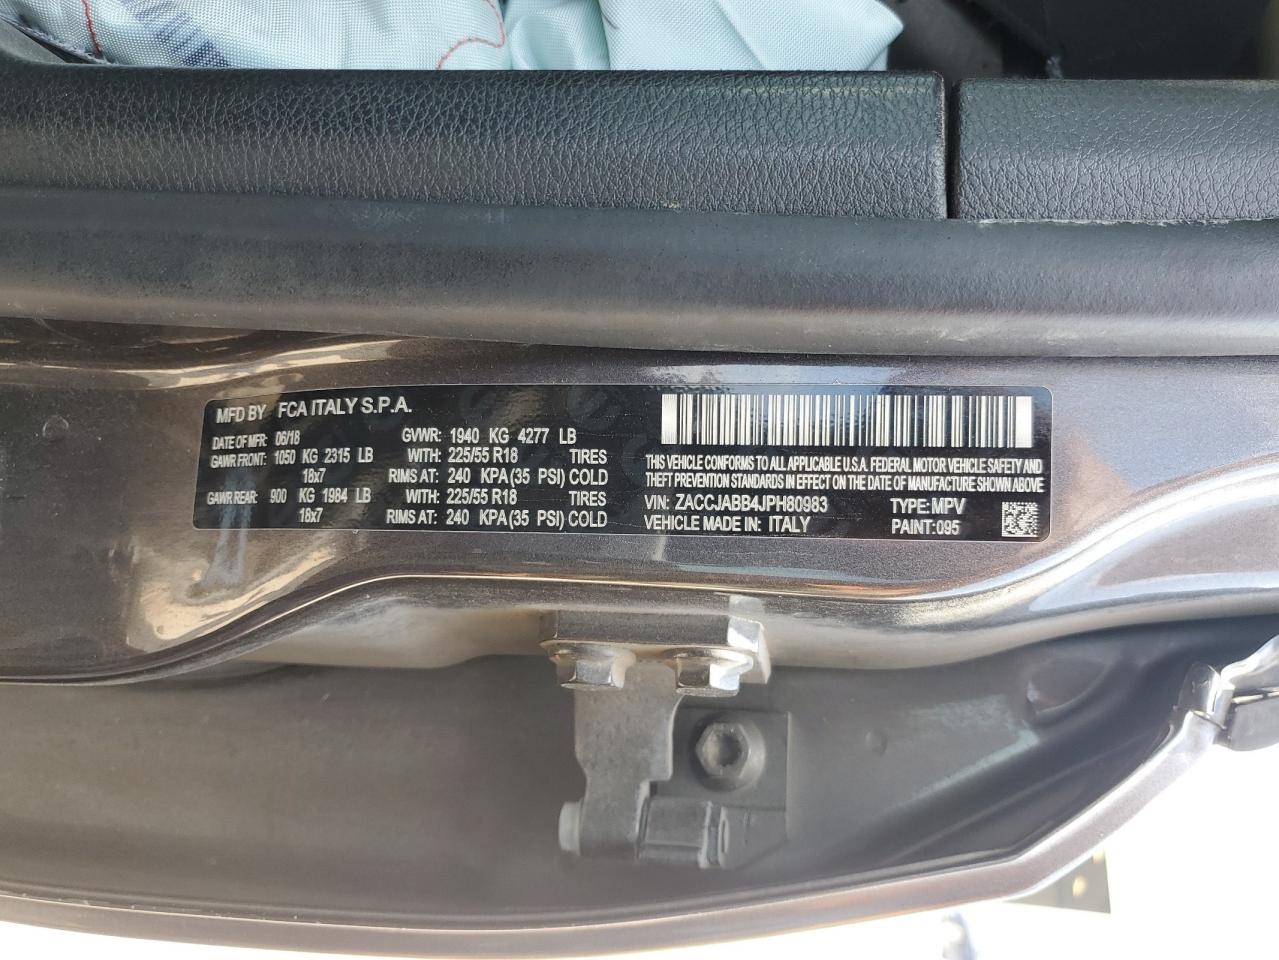 MFD BY FCA ITALY S.P.A.
DATE OF MFR: 06/18 GVWR: 1940 KG 4277 LB
GAWR FRONT: 1050 KG 2315 LB WITH: 225/55 R18 TIRES
18x7 RIMS AT: 240 KPA(35 PSI) COLD
GAWR REAR: 900 KG 1984 LB WITH: 225/55 R18 TIRES
18x7 RIMS AT: 240 KPA(35 PSI) COLD
THIS VEHICLE CONFORMS TO ALL APPLICABLE U.S.A. FEDERAL MOTOR VEHICLE SAFETY AND
THEFT PREVENTION STANDARDS IN EFFECT ON THE DATE OF MANUFACTURE SHOWN ABOVE
VIN: ZACCJABB4JPH80983 TYPE: MPV
VEHICLE MADE IN: ITALY PAINT: 095